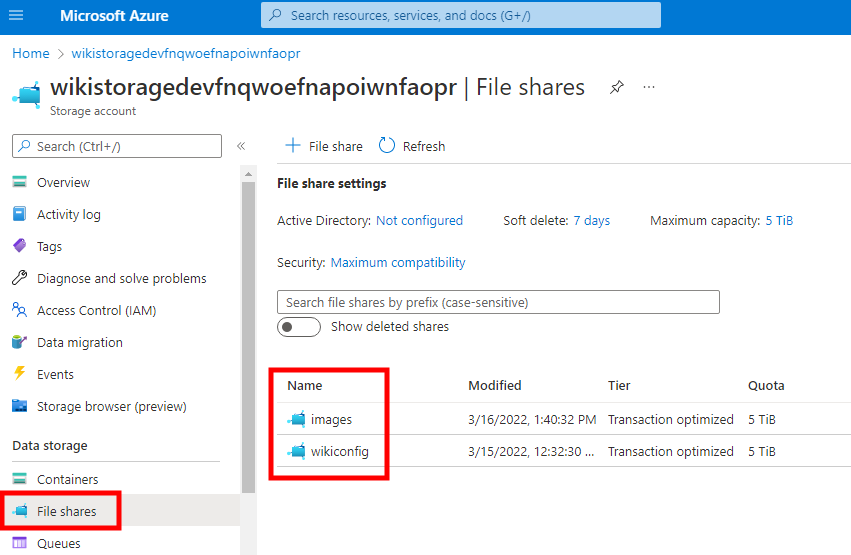 Microsoft Azure
Search resources, services, and docs (G+/)
Home > wikistoragedevfnqwoefnapoiwnfaopr
wikistoragedevfnqwoefnapoiwnfaopr | File shares
Storage account
Search (Ctrl+/)
Overview
Activity log
Tags
Diagnose and solve problems
Access Control (IAM)
Data migration
Events
Storage browser (preview)
Data storage
Containers
File shares
Queues
File share
Refresh
File share settings
Active Directory: Not configured
Soft delete: 7 days
Maximum capacity: 5 TiB
Security: Maximum compatibility
Search file shares by prefix (case-sensitive)
Show deleted shares
Name Modified Tier Quota
images 3/16/2022, 1:40:32 PM Transaction optimized 5 TiB
wikiconfig 3/15/2022, 12:32:30 ... Transaction optimized 5 TiB